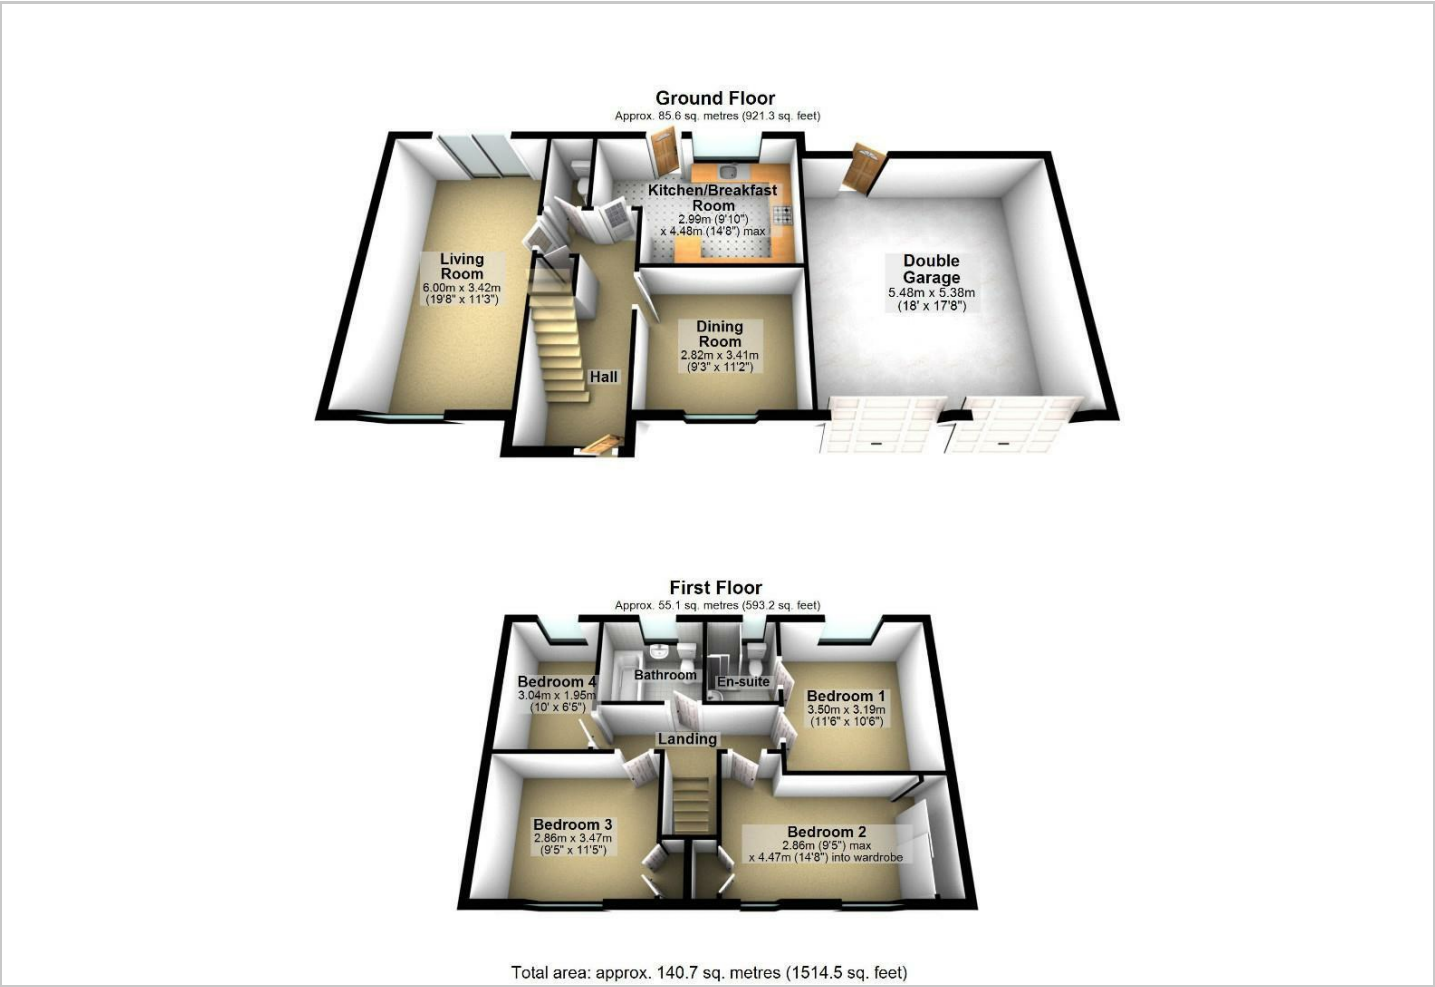 Ground Floor
Approx. 85.6 sq. metres (921.3 sq. feet)
Kitchen/Breakfast
Room
2.99m (9'10")
x 4.48m (14'8") max
Living
Room
6.00m x 3.42m
(19'8" x 11'3")
Double
Garage
5.48m x 5.38m
(18' x 17'8")
Dining
Room
2.82m x 3.41m
(9'3" x 11'2")
Hall
First Floor
Approx. 55.1 sq. metres (593.2 sq. feet)
Bedroom 4
3.04m x 1.95m
(10' x 6'5")
Bathroom
En-suite
Bedroom 1
3.50m x 3.19m
(11'6" x 10'6")
Landing
Bedroom 3
2.86m x 3.47m
(9'5" x 11'5")
Bedroom 2
2.86m (9'5") max
x 4.47m (14'8") into wardrobe
Total area: approx. 140.7 sq. metres (1514.5 sq. feet)